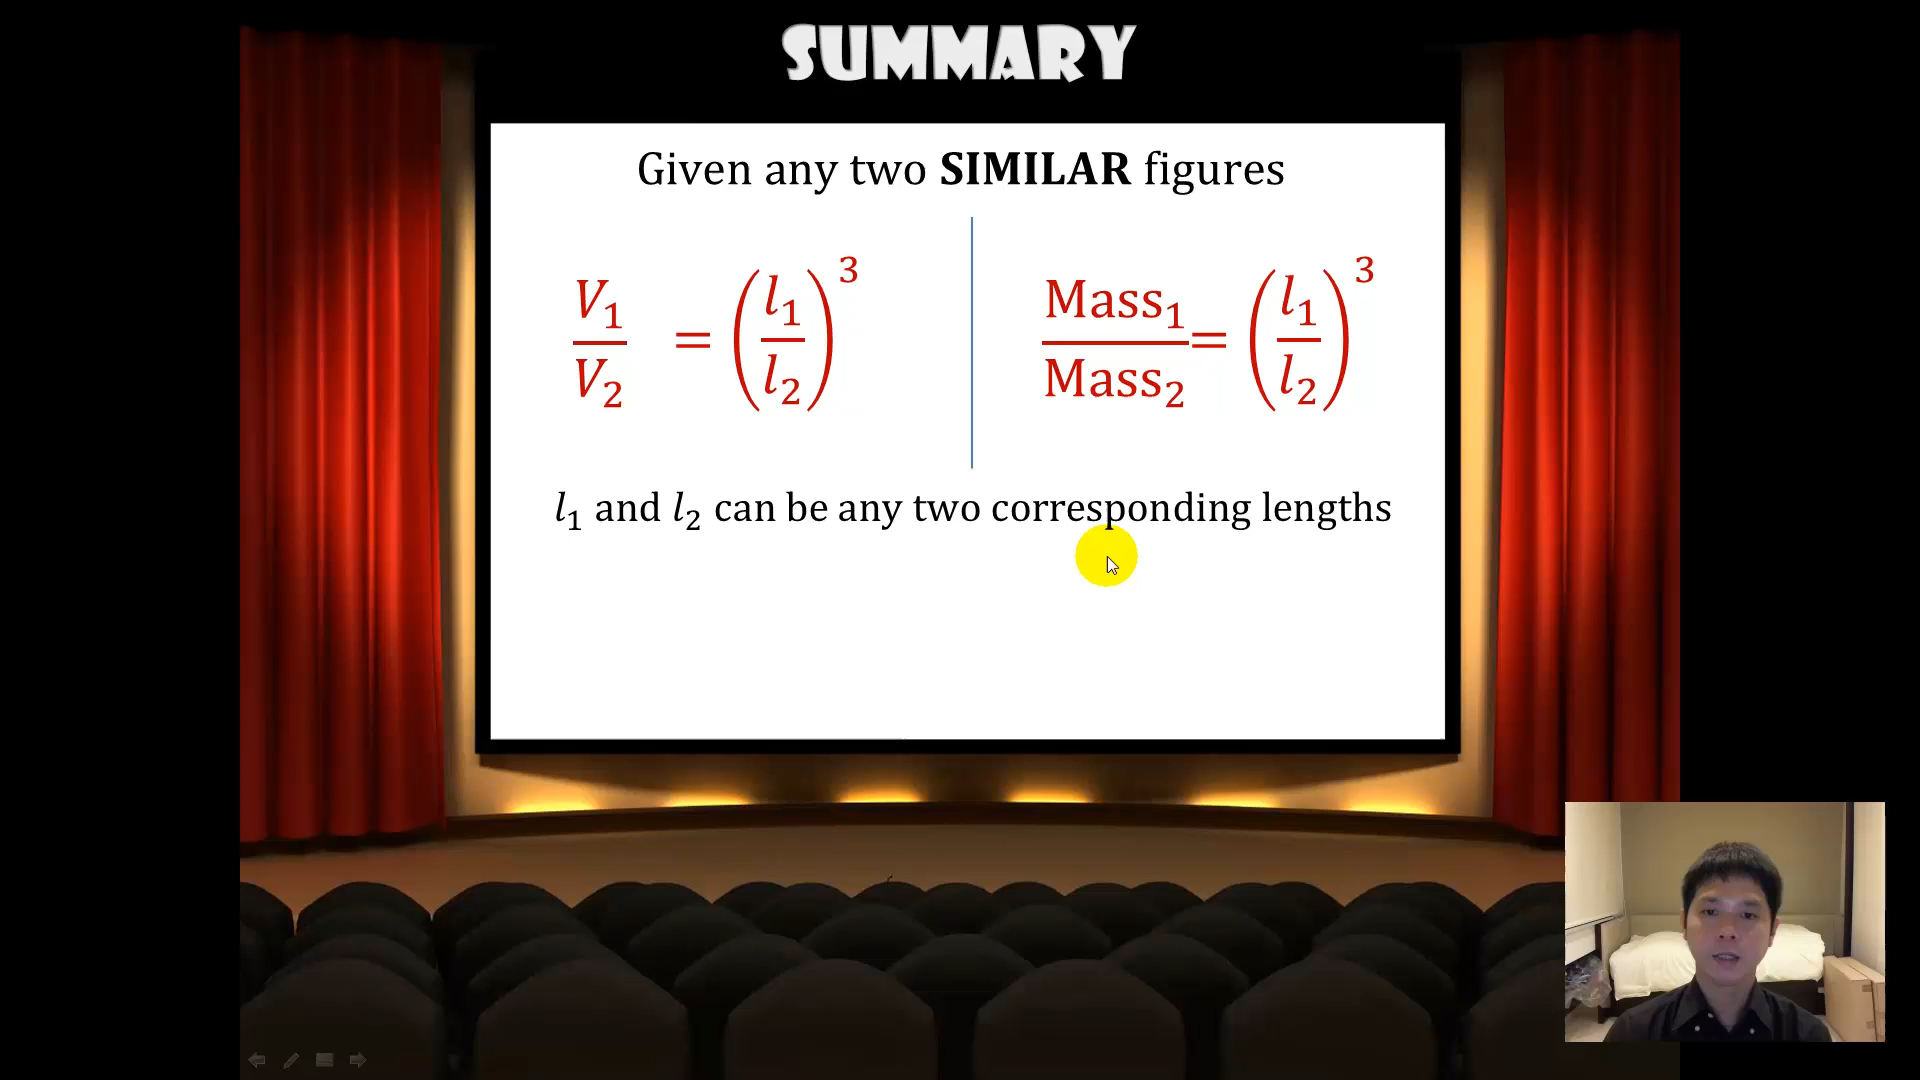 SUMMARY
Given any two SIMILAR figures
V₁/V₂ = (l₁/l₂)³
Mass₁/Mass₂ = (l₁/l₂)³
l₁ and l₂ can be any two corresponding lengths